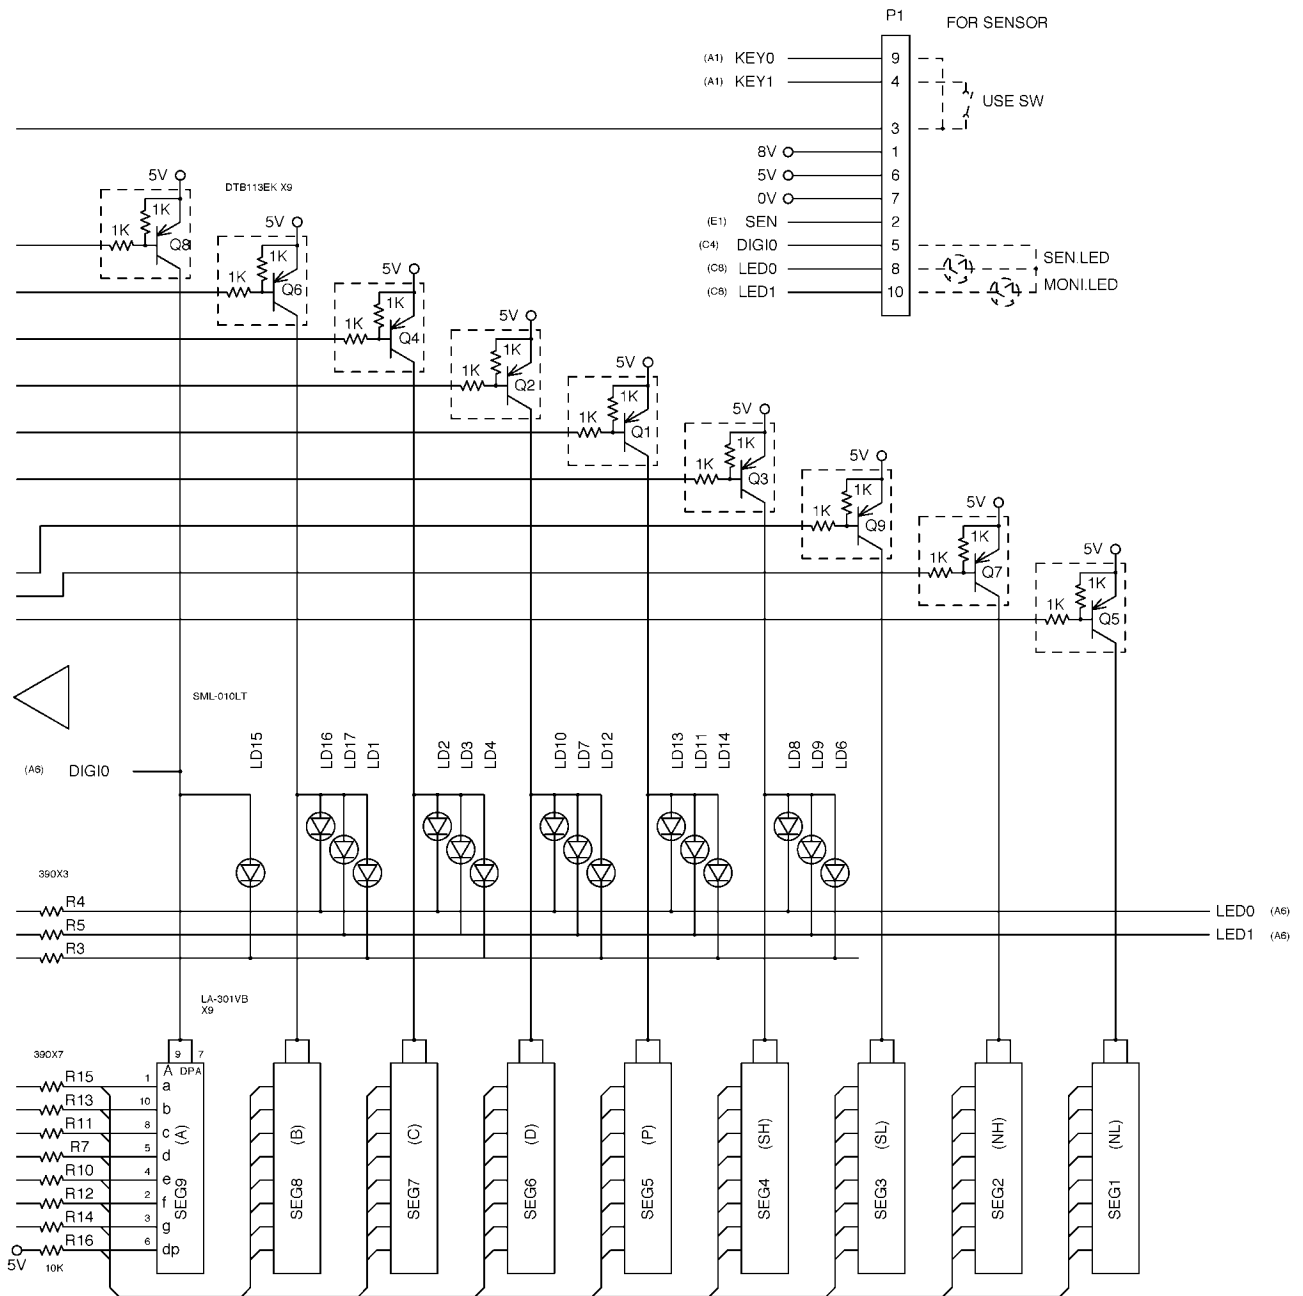 P1
FOR SENSOR
(A1) KEY0 9
(A1) KEY1 4
USE SW
3
8V 1
5V 6
0V 7
(E1) SEN 2
(C4) DIGI0 5
SEN.LED
(C8) LED0 8
MONI.LED
(C8) LED1 10
5V
DTB113EK X9
1K
1K
Q8
5V
1K
1K
Q6
5V
1K
1K
Q4
5V
1K
1K
Q2
5V
1K
1K
Q1
5V
1K
1K
Q3
5V
1K
1K
Q9
5V
1K
1K
Q7
5V
1K
1K
Q5
SML-010LT
LD15
LD16
LD17
LD1
LD2
LD3
LD4
LD10
LD7
LD12
LD13
LD11
LD14
LD8
LD9
LD6
(A6) DIGI0
390X3
R4
LED0 (A6)
R5
LED1 (A6)
R3
LA-301VB
X9
390X7
9 7
A DPA
R15 1 a
R13 10 b
R11 8 c
R7 5 d
R10 4 e
R12 2 f
R14 3 g
R16 6 dp
5V
10K
SEG9 (A)
SEG8 (B)
SEG7 (C)
SEG6 (D)
SEG5 (P)
SEG4 (SH)
SEG3 (SL)
SEG2 (NH)
SEG1 (NL)